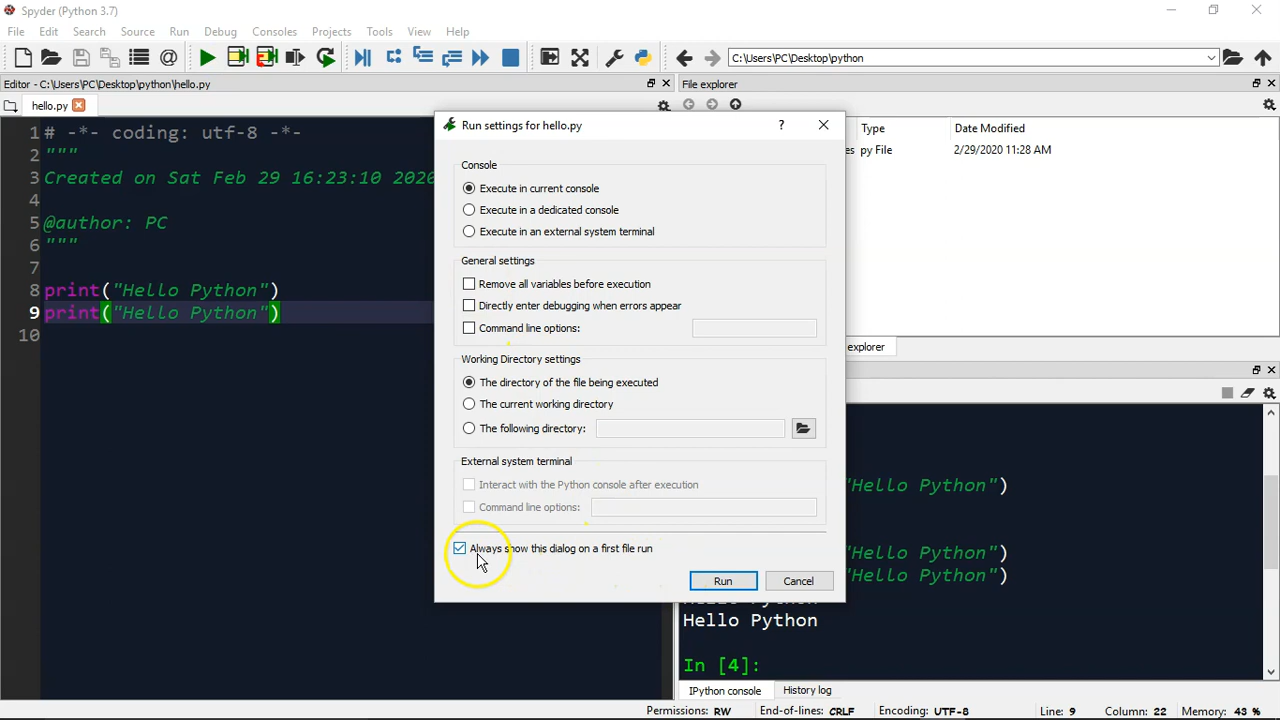 Spyder (Python 3.7)
File Edit Search Source Run Debug Consoles Projects Tools View Help
C:\Users\PC\Desktop\python
Editor - C:\Users\PC\Desktop\python\hello.py
File explorer
hello.py
Type Date Modified
py File 2/29/2020 11:28 AM
1 # -*- coding: utf-8 -*-
2 """
3 Created on Sat Feb 29 16:23:10 2020
4
5 @author: PC
6 """
7
8 print("Hello Python")
9 print("Hello Python")
10
Run settings for hello.py
Console
Execute in current console
Execute in a dedicated console
Execute in an external system terminal
General settings
Remove all variables before execution
Directly enter debugging when errors appear
Command line options:
Working Directory settings
The directory of the file being executed
The current working directory
The following directory:
External system terminal
Interact with the Python console after execution
Command line options:
Always show this dialog on a first file run
Run Cancel
explorer
"Hello Python")
"Hello Python")
"Hello Python")
Hello Python
In [4]:
IPython console History log
Permissions: RW End-of-lines: CRLF Encoding: UTF-8 Line: 9 Column: 22 Memory: 43 %